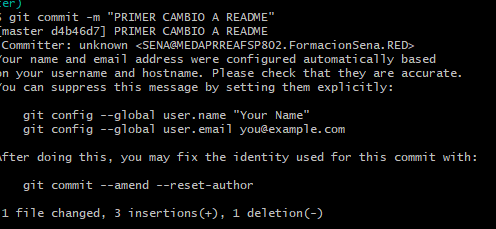 ter)
$ git commit -m "PRIMER CAMBIO A README"
[master d4b46d7] PRIMER CAMBIO A README
Committer: unknown <SENA@MEDAPRREAFSP802.FormacionSena.RED>
Your name and email address were configured automatically based
on your username and hostname. Please check that they are accurate.
You can suppress this message by setting them explicitly:
git config --global user.name "Your Name"
git config --global user.email you@example.com
After doing this, you may fix the identity used for this commit with:
git commit --amend --reset-author
1 file changed, 3 insertions(+), 1 deletion(-)